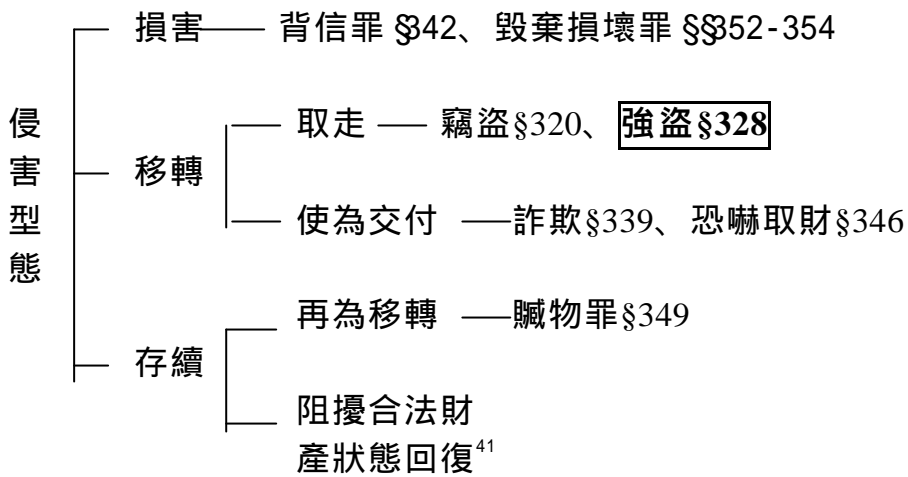 損害 背信罪 §342、毀棄損壞罪 §§352-354
侵害型態
取走 竊盜§320、強盜§328
移轉
使為交付 詐欺§339、恐嚇取財§346
再為移轉 贓物罪§349
存續
阻擾合法財
產狀態回復41